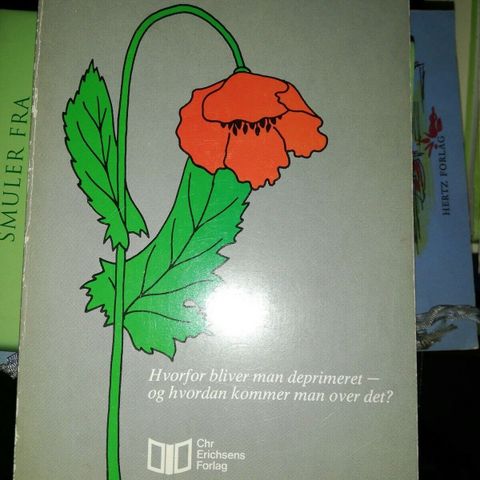 SMULER FRA
HERTZ FORLAG
Hvorfor bliver man deprimeret –
og hvordan kommer man over det?
Chr
Erichsens
Forlag